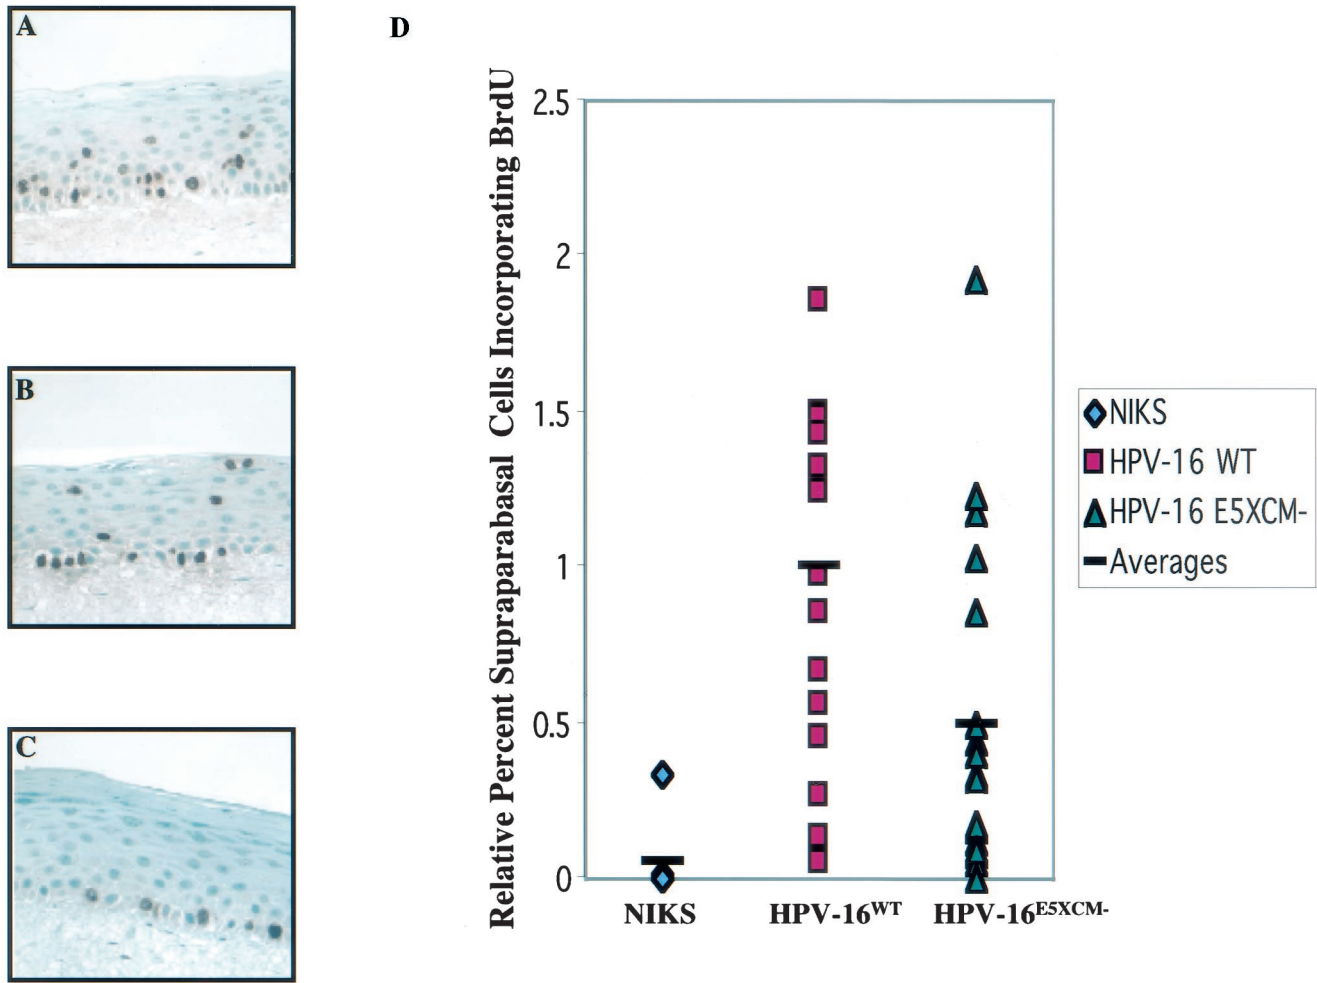 A
B
C
D
Relative Percent Supraparabasal Cells Incorporating BrdU
2.5
2
1.5
1
0.5
0
NIKS
HPV-16WT
HPV-16E5XCM-
NIKS
HPV-16 WT
HPV-16 E5XCM-
Averages